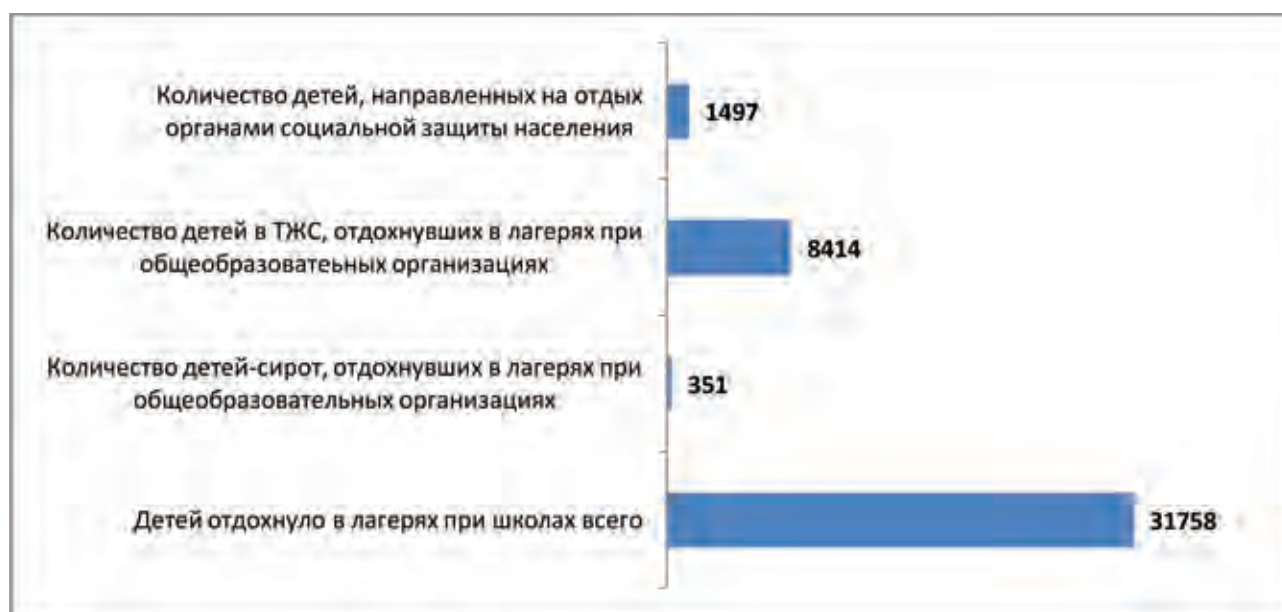 Количество детей, направленных на отдых
органами социальной защиты населения
1497
Количество детей в ТЖС, отдохнувших в лагерях при
общеобразоватеьных организациях
8414
Количество детей-сирот, отдохнувших в лагерях при
общеобразовательных организациях
351
Детей отдохнуло в лагерях при школах всего
31758